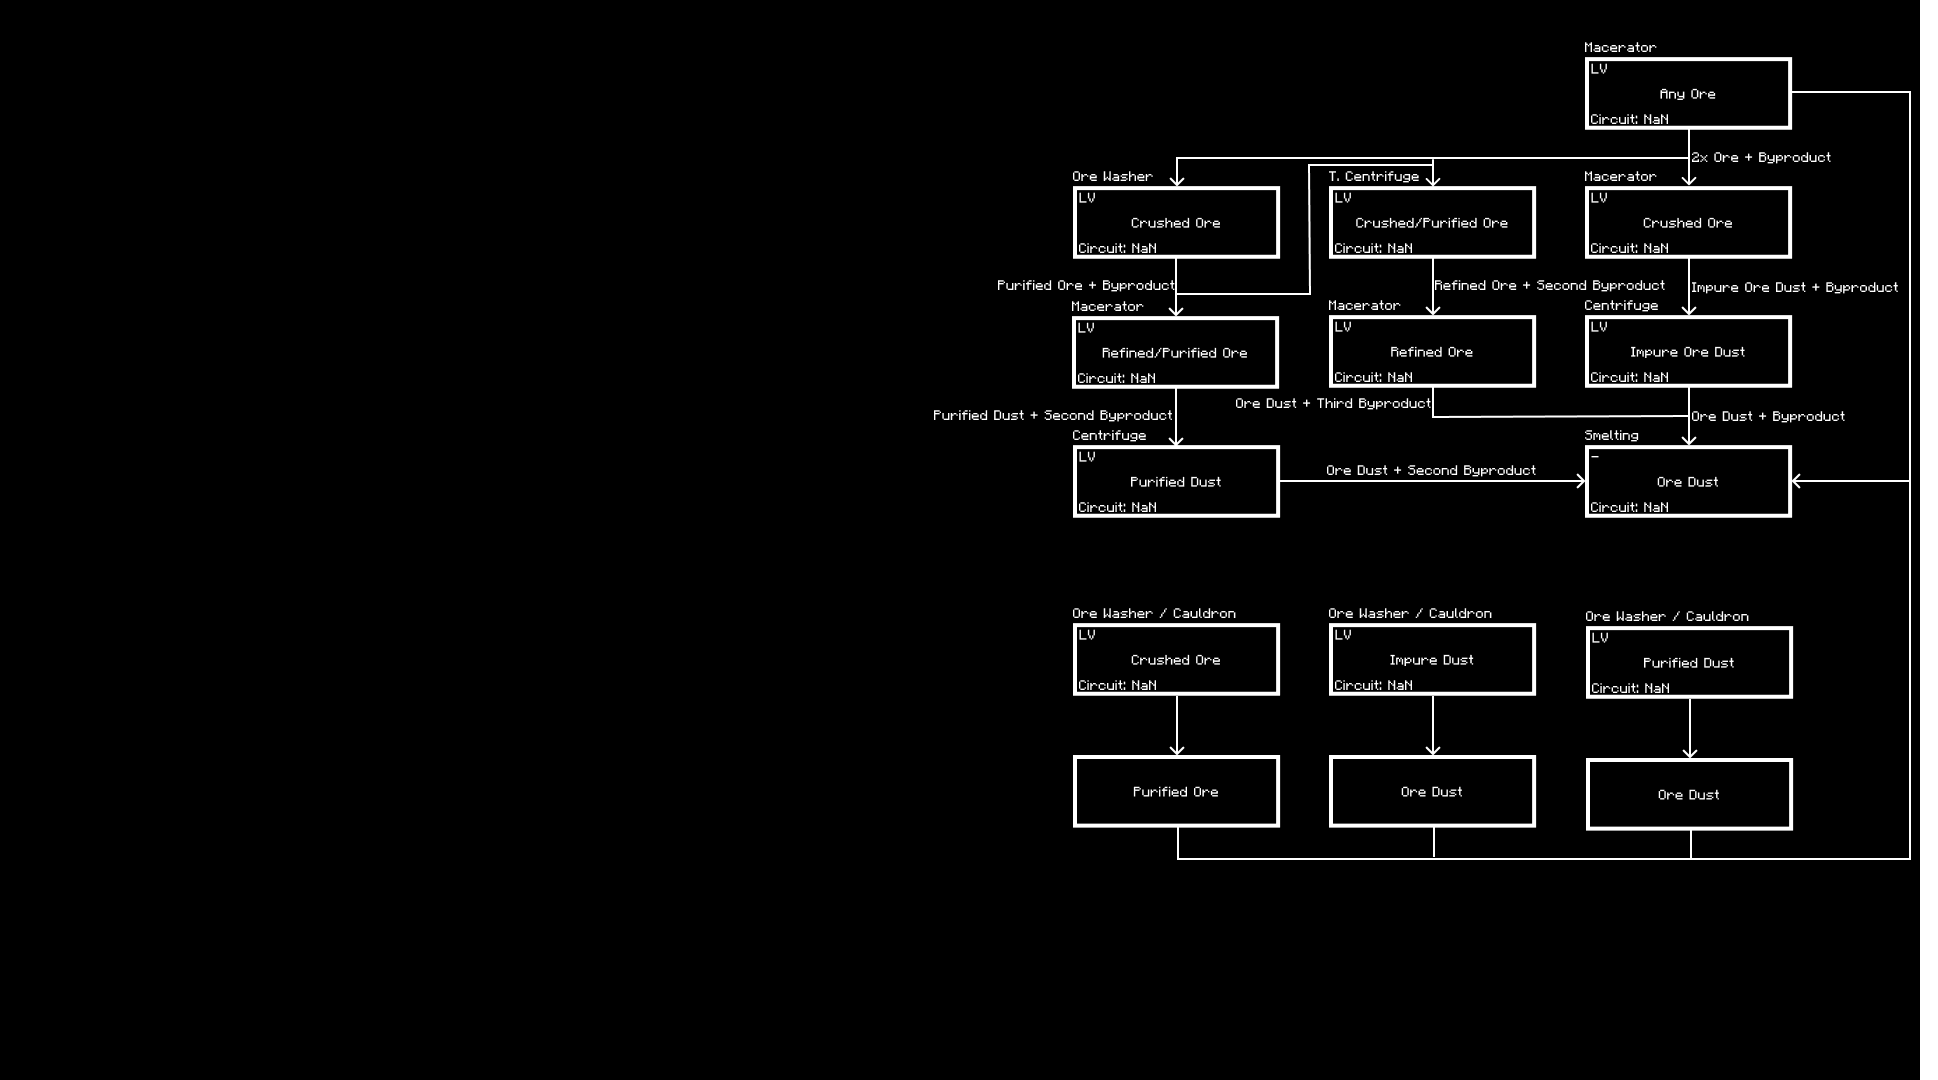 Macerator
LV
Any Ore
Circuit: NaN
2x Ore + Byproduct
Ore Washer
LV
Crushed Ore
Circuit: NaN
T. Centrifuge
LV
Crushed/Purified Ore
Circuit: NaN
Macerator
LV
Crushed Ore
Circuit: NaN
Purified Ore + Byproduct
Refined Ore + Second Byproduct
Impure Ore Dust + Byproduct
Macerator
LV
Refined/Purified Ore
Circuit: NaN
Macerator
LV
Refined Ore
Circuit: NaN
Centrifuge
LV
Impure Ore Dust
Circuit: NaN
Purified Dust + Second Byproduct
Ore Dust + Third Byproduct
Ore Dust + Byproduct
Centrifuge
LV
Purified Dust
Circuit: NaN
Ore Dust + Second Byproduct
Smelting
-
Ore Dust
Circuit: NaN
Ore Washer / Cauldron
LV
Crushed Ore
Circuit: NaN
Ore Washer / Cauldron
LV
Impure Dust
Circuit: NaN
Ore Washer / Cauldron
LV
Purified Dust
Circuit: NaN
Purified Ore
Ore Dust
Ore Dust